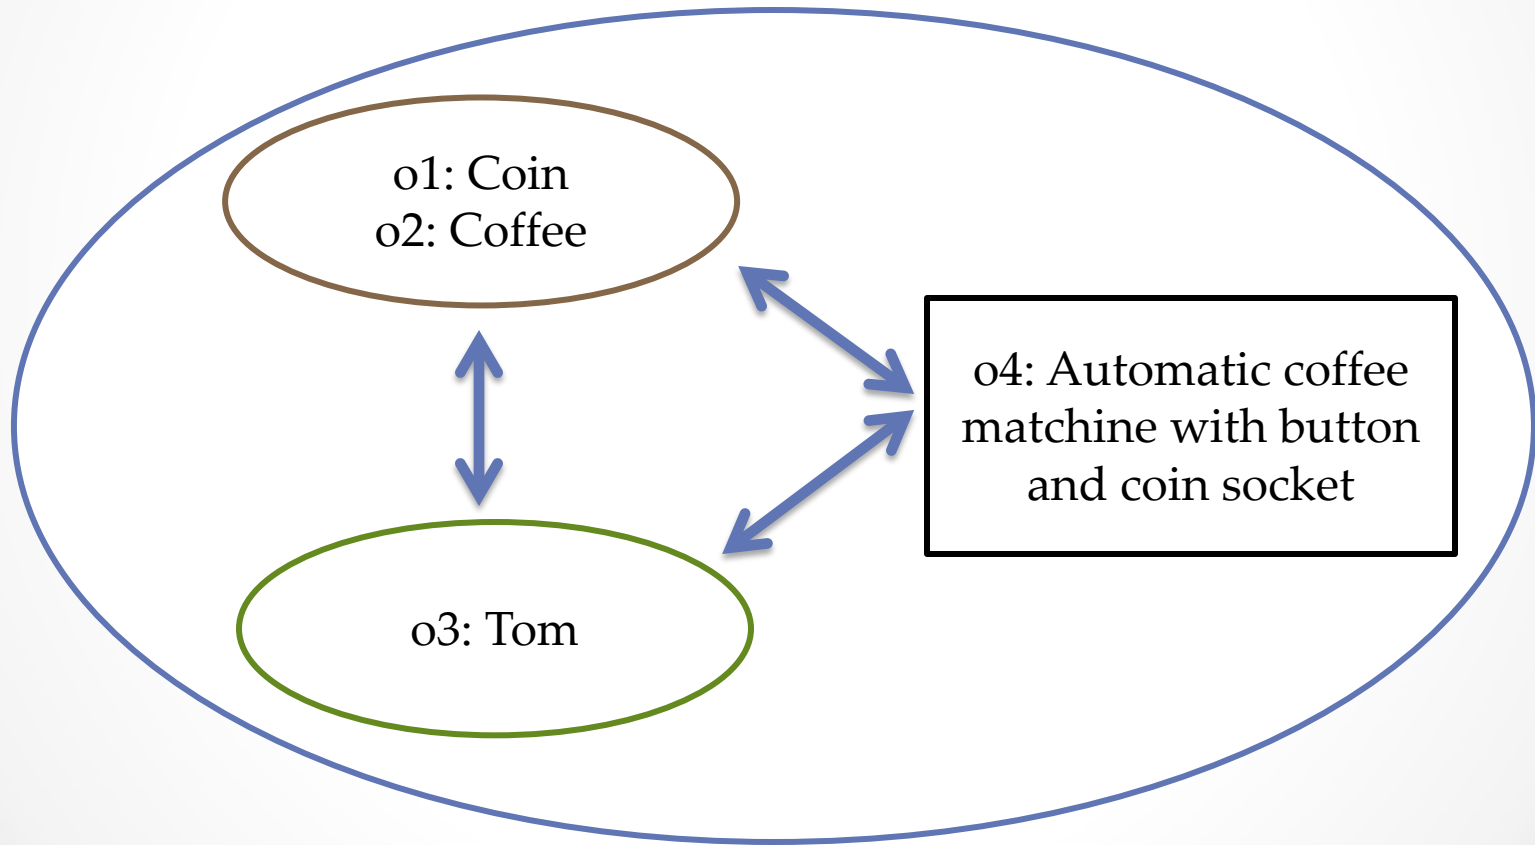 o1: Coin
o2: Coffee
o4: Automatic coffee
matchine with button
and coin socket
o3: Tom